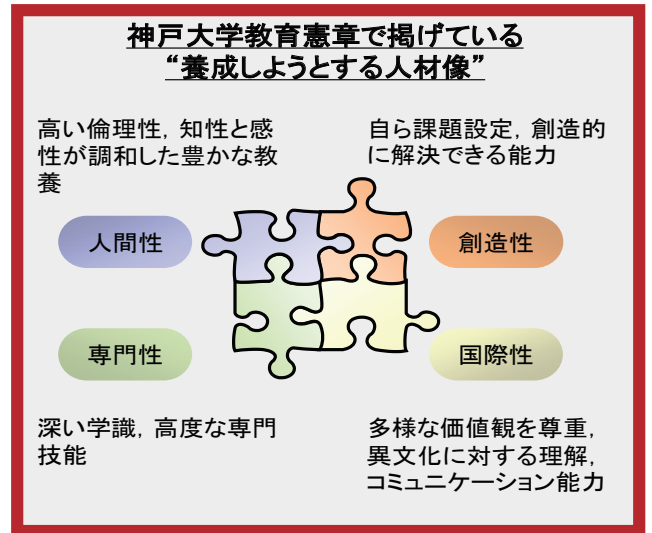 神戸大学教育憲章で掲げている
“養成しようとする人材像”
高い倫理性，知性と感
性が調和した豊かな教
養
自ら課題設定，創造的
に解決できる能力
人間性
創造性
専門性
国際性
深い学識，高度な専門
技能
多様な価値観を尊重，
異文化に対する理解，
コミュニケーション能力